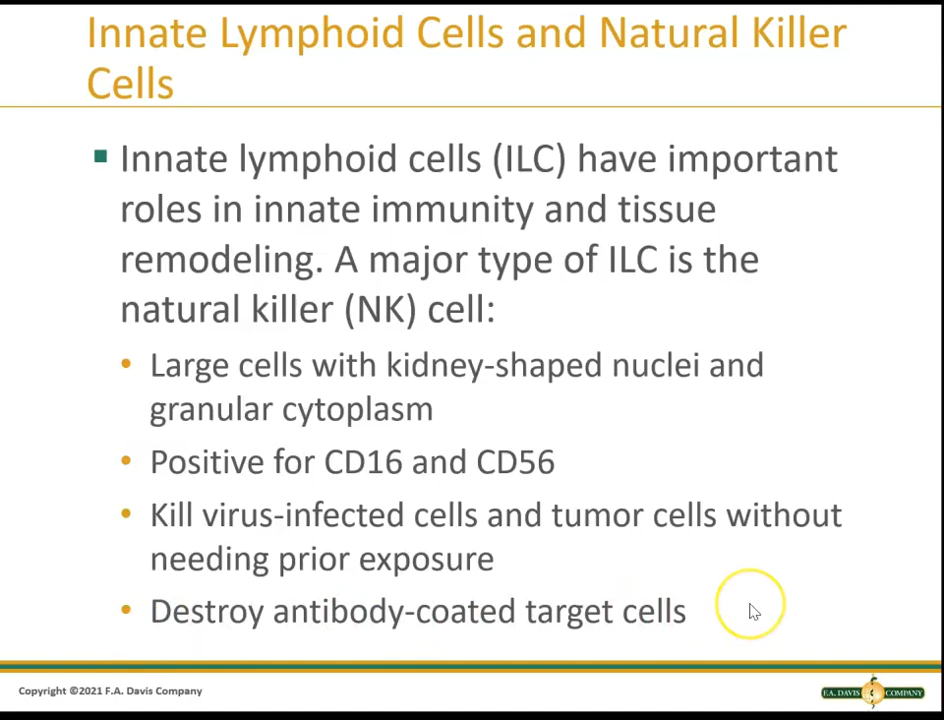 Innate Lymphoid Cells and Natural Killer
Cells
▪ Innate lymphoid cells (ILC) have important
roles in innate immunity and tissue
remodeling. A major type of ILC is the
natural killer (NK) cell:
• Large cells with kidney-shaped nuclei and
granular cytoplasm
• Positive for CD16 and CD56
• Kill virus-infected cells and tumor cells without
needing prior exposure
• Destroy antibody-coated target cells
Copyright ©2021 F.A. Davis Company
F.A. DAVIS COMPANY